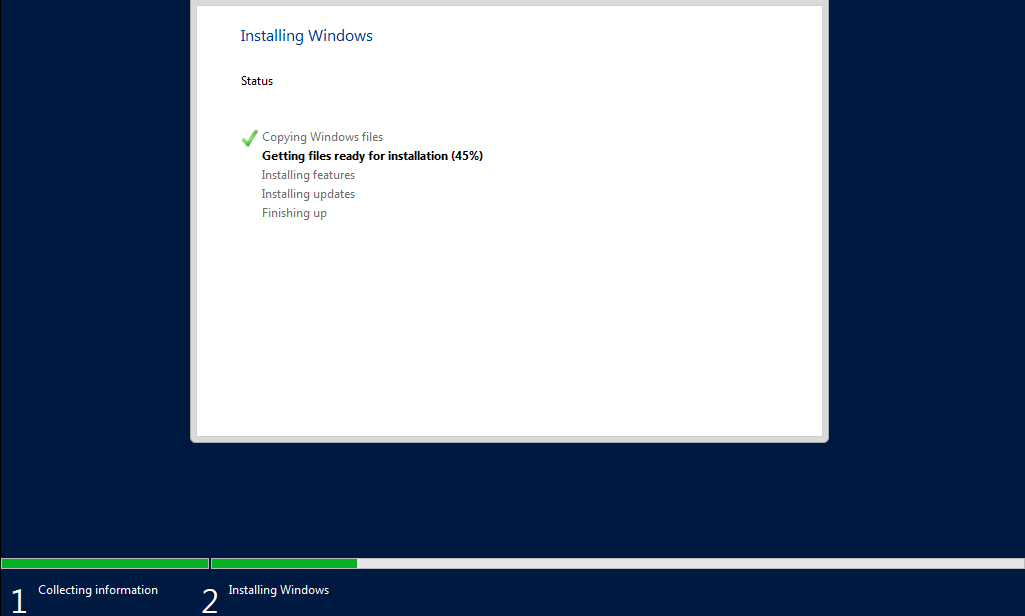 Installing Windows
Status
Copying Windows files
Getting files ready for installation (45%)
Installing features
Installing updates
Finishing up
1 Collecting information
2 Installing Windows